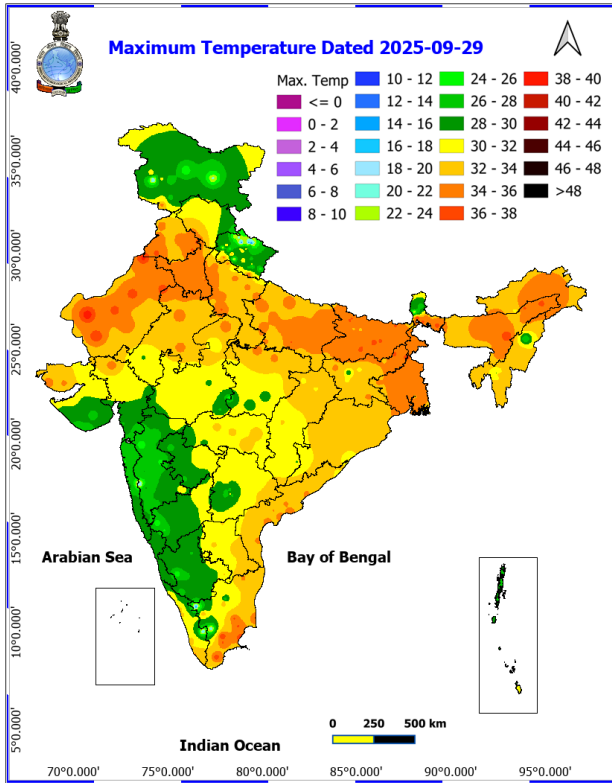 Maximum Temperature Dated 2025-09-29
Max. Temp
<= 0
0 - 2
2 - 4
4 - 6
6 - 8
8 - 10
10 - 12
12 - 14
14 - 16
16 - 18
18 - 20
20 - 22
22 - 24
24 - 26
26 - 28
28 - 30
30 - 32
32 - 34
34 - 36
36 - 38
38 - 40
40 - 42
42 - 44
44 - 46
46 - 48
>48
40°0.000'
35°0.000'
30°0.000'
25°0.000'
20°0.000'
15°0.000'
10°0.000'
5°0.000'
Arabian Sea
Bay of Bengal
Indian Ocean
0 250 500 km
70°0.000' 75°0.000' 80°0.000' 85°0.000' 90°0.000' 95°0.000'